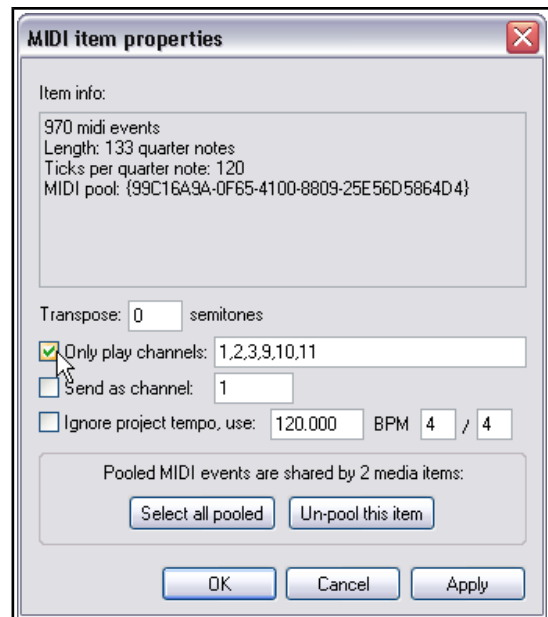 MIDI item properties
Item info:
970 midi events
Length: 133 quarter notes
Ticks per quarter note: 120
MIDI pool: {99C16A9A-0F65-4100-8809-25E56D5864D4}
Transpose: 0 semitones
Only play channels: 1,2,3,9,10,11
Send as channel: 1
Ignore project tempo, use: 120.000 BPM 4 / 4
Pooled MIDI events are shared by 2 media items:
Select all pooled Un-pool this item
OK Cancel Apply